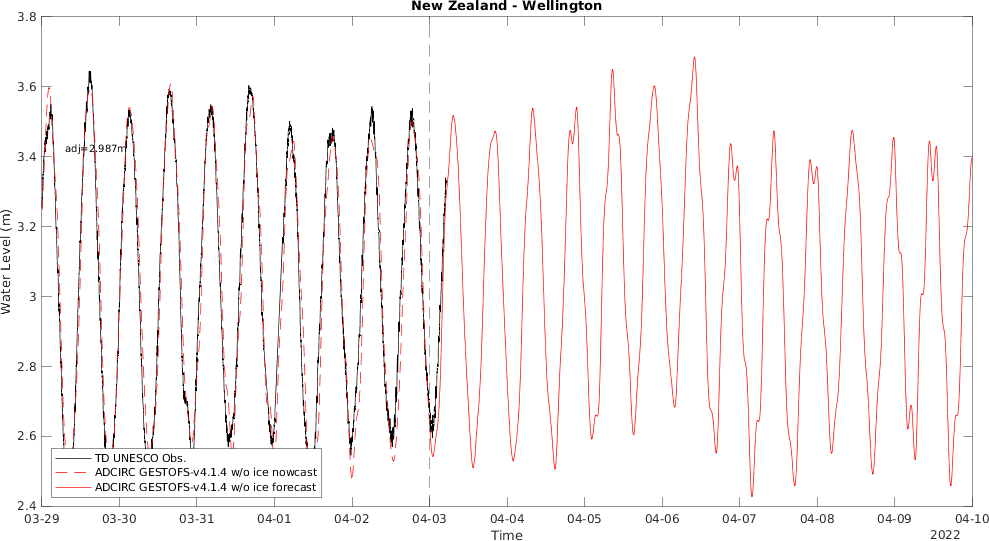 New Zealand - Wellington
3.8
3.6
3.4
3.2
3
2.8
2.6
2.4
Water Level (m)
adj=2.987m
TD UNESCO Obs.
ADCIRC GESTOFS-v4.1.4 w/o ice nowcast
ADCIRC GESTOFS-v4.1.4 w/o ice forecast
03-29 03-30 03-31 04-01 04-02 04-03 04-04 04-05 04-06 04-07 04-08 04-09 04-10
Time
2022